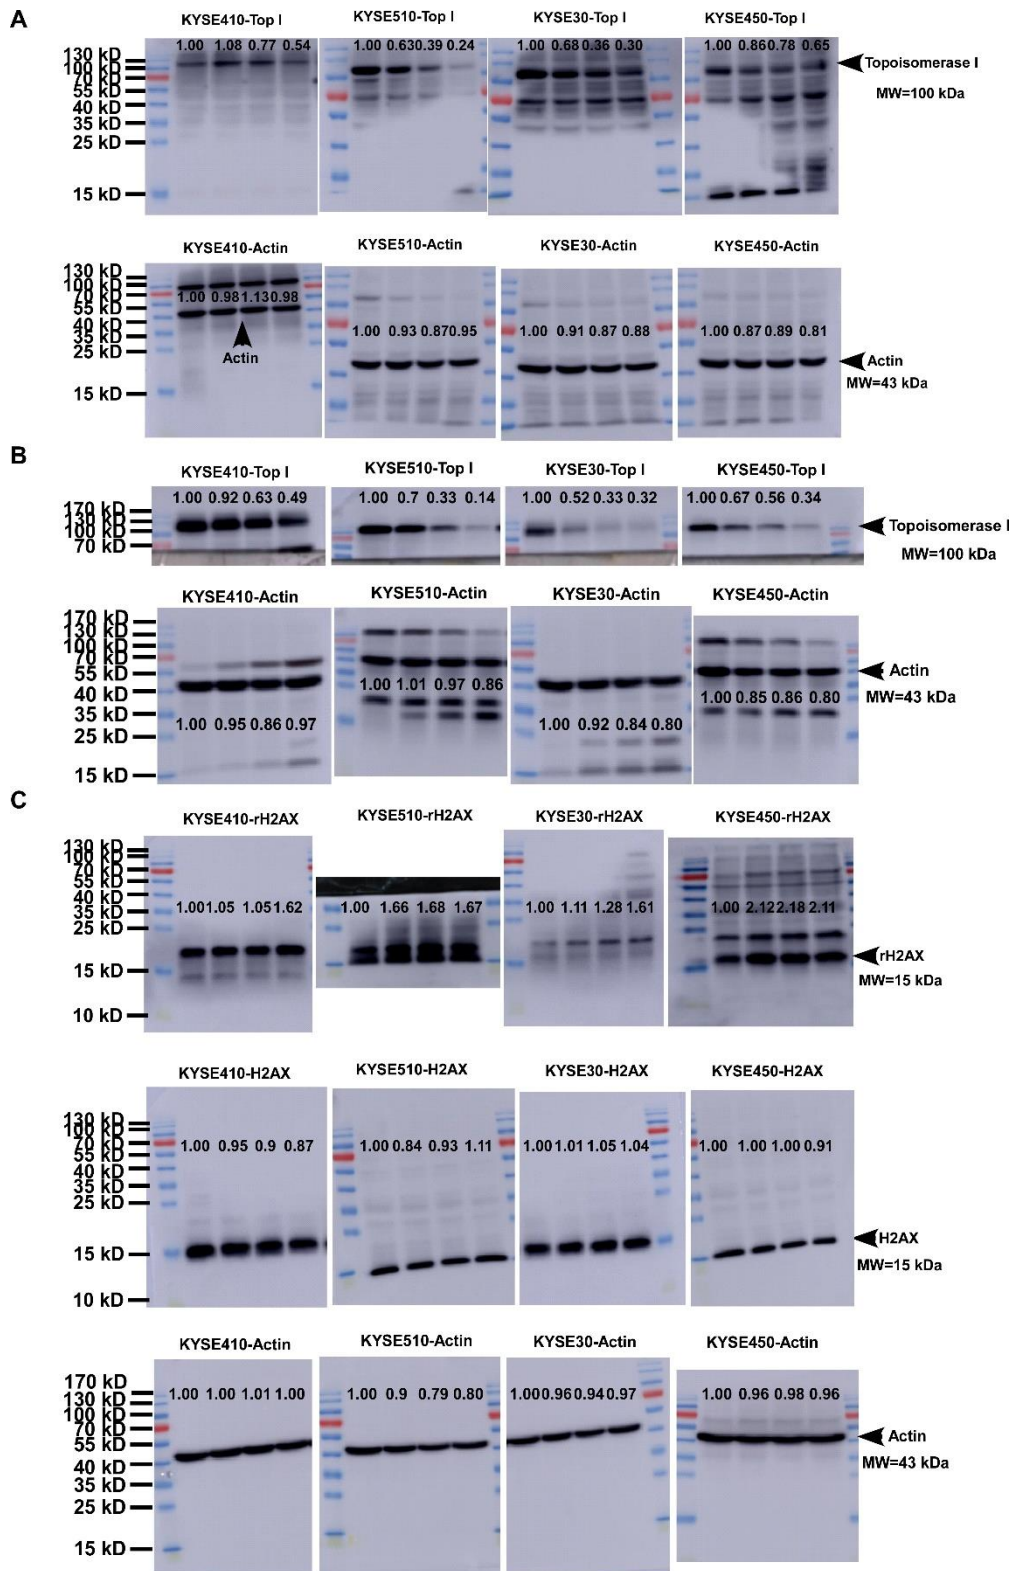 A
KYSE410-Top I KYSE510-Top I KYSE30-Top I KYSE450-Top I
1.00 1.08 0.77 0.54 1.00 0.63 0.39 0.24 1.00 0.68 0.36 0.30 1.00 0.86 0.78 0.65
130 kD
100 kD
70 kD
55 kD
40 kD
35 kD
25 kD
15 kD
Topoisomerase I
MW=100 kDa
KYSE410-Actin KYSE510-Actin KYSE30-Actin KYSE450-Actin
130 kD
100 kD
70 kD
55 kD
40 kD
35 kD
25 kD
15 kD
1.00 0.98 1.13 0.98
Actin
1.00 0.93 0.87 0.95 1.00 0.91 0.87 0.88 1.00 0.87 0.89 0.81
Actin
MW=43 kDa
B
KYSE410-Top I KYSE510-Top I KYSE30-Top I KYSE450-Top I
1.00 0.92 0.63 0.49 1.00 0.7 0.33 0.14 1.00 0.52 0.33 0.32 1.00 0.67 0.56 0.34
170 kD
130 kD
100 kD
70 kD
Topoisomerase I
MW=100 kDa
KYSE410-Actin KYSE510-Actin KYSE30-Actin KYSE450-Actin
170 kD
130 kD
100 kD
70 kD
55 kD
40 kD
35 kD
25 kD
15 kD
1.00 0.95 0.86 0.97 1.00 1.01 0.97 0.86 1.00 0.92 0.84 0.80 1.00 0.85 0.86 0.80
Actin
MW=43 kDa
C
KYSE410-rH2AX KYSE510-rH2AX KYSE30-rH2AX KYSE450-rH2AX
130 kD
100 kD
70 kD
55 kD
40 kD
35 kD
25 kD
15 kD
10 kD
1.00 1.05 1.05 1.62 1.00 1.66 1.68 1.67 1.00 1.11 1.28 1.61 1.00 2.12 2.18 2.11
rH2AX
MW=15 kDa
KYSE410-H2AX KYSE510-H2AX KYSE30-H2AX KYSE450-H2AX
130 kD
100 kD
70 kD
55 kD
40 kD
35 kD
25 kD
15 kD
10 kD
1.00 0.95 0.9 0.87 1.00 0.84 0.93 1.11 1.00 1.01 1.05 1.04 1.00 1.00 1.00 0.91
H2AX
MW=15 kDa
KYSE410-Actin KYSE510-Actin KYSE30-Actin KYSE450-Actin
170 kD
130 kD
100 kD
70 kD
55 kD
40 kD
35 kD
25 kD
15 kD
1.00 1.00 1.01 1.00 1.00 0.9 0.79 0.80 1.00 0.96 0.94 0.97 1.00 0.96 0.98 0.96
Actin
MW=43 kDa